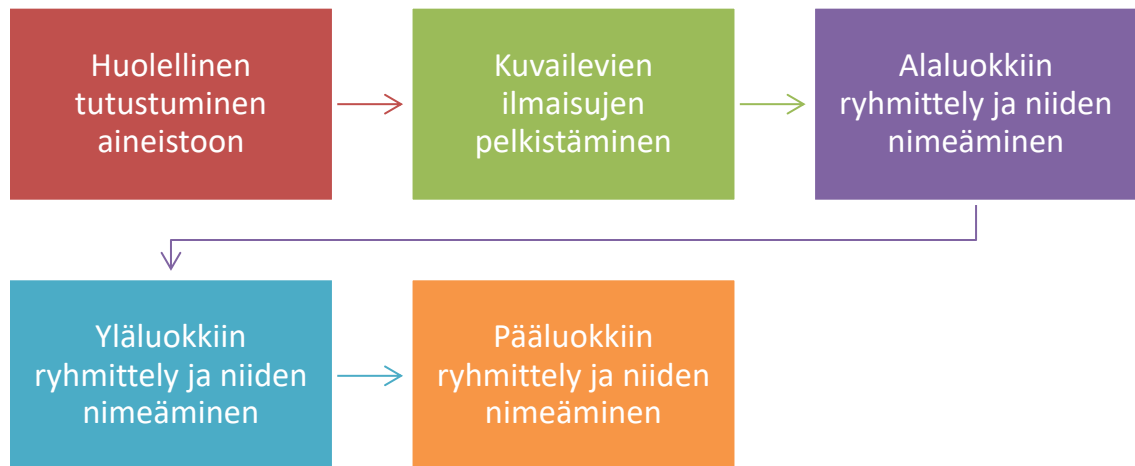 Huolellinen
tutustuminen
aineistoon
Kuvailevien
ilmaisujen
pelkistäminen
Alaluokkiin
ryhmittely ja niiden
nimeäminen
Yläluokkiin
ryhmittely ja niiden
nimeäminen
Pääluokkiin
ryhmittely ja niiden
nimeäminen